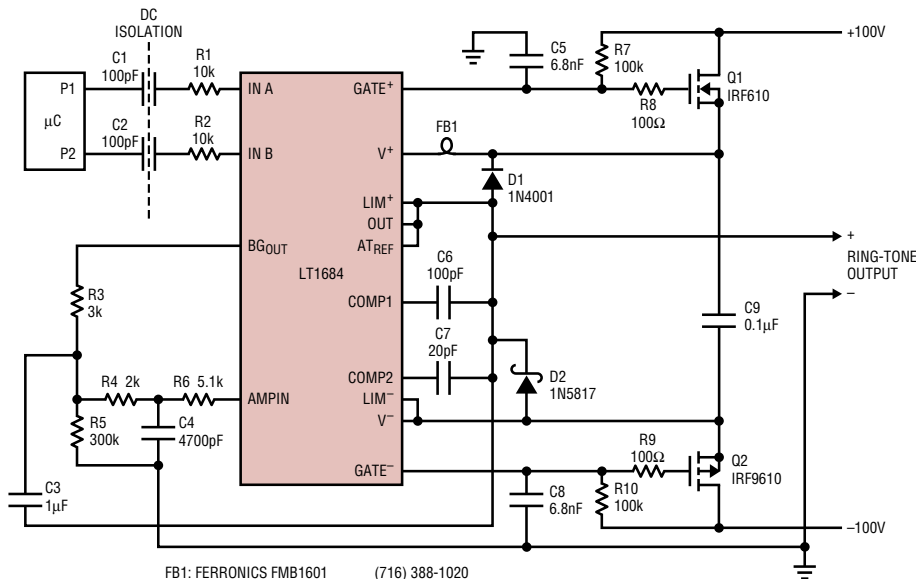 DC
ISOLATION
C1
100pF
R1
10k
P1
µC
P2
C2
100pF
R2
10k
IN A
IN B
BGOUT
LT1684
AMPIN
GATE+
V+
LIM+
OUT
ATREF
COMP1
COMP2
LIM–
V–
GATE–
C5
6.8nF
R7
100k
R8
100Ω
Q1
IRF610
+100V
FB1
D1
1N4001
C6
100pF
C7
20pF
D2
1N5817
+
RING-TONE
OUTPUT
–
C9
0.1µF
R3
3k
R4 2k
R6 5.1k
R5
300k
C4
4700pF
C3
1µF
R9
100Ω
Q2
IRF9610
C8
6.8nF
R10
100k
–100V
FB1: FERRONICS FMB1601 (716) 388-1020